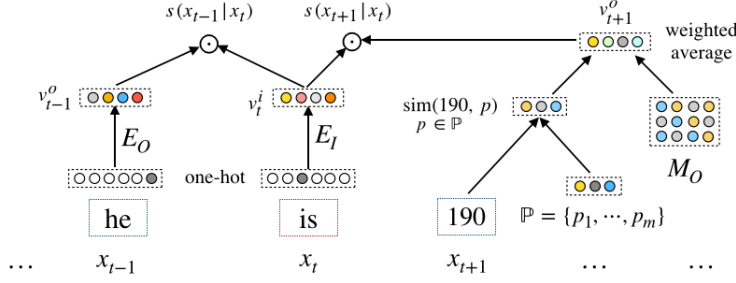 s(x_{t−1} | x_t)
s(x_{t+1} | x_t)
v^o_{t+1}
weighted
average
v^o_{t−1}
v^i_t
sim(190, p)
p ∈ ℙ
E_O
E_I
M_O
one-hot
he
is
190
ℙ = {p_1, ⋯, p_m}
… x_{t−1} x_t x_{t+1} … …